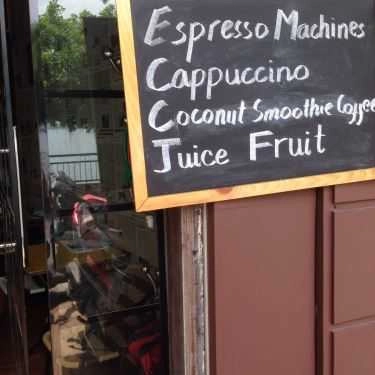 Espresso Machines
Cappuccino
Coconut Smoothie Coffee
Juice Fruit